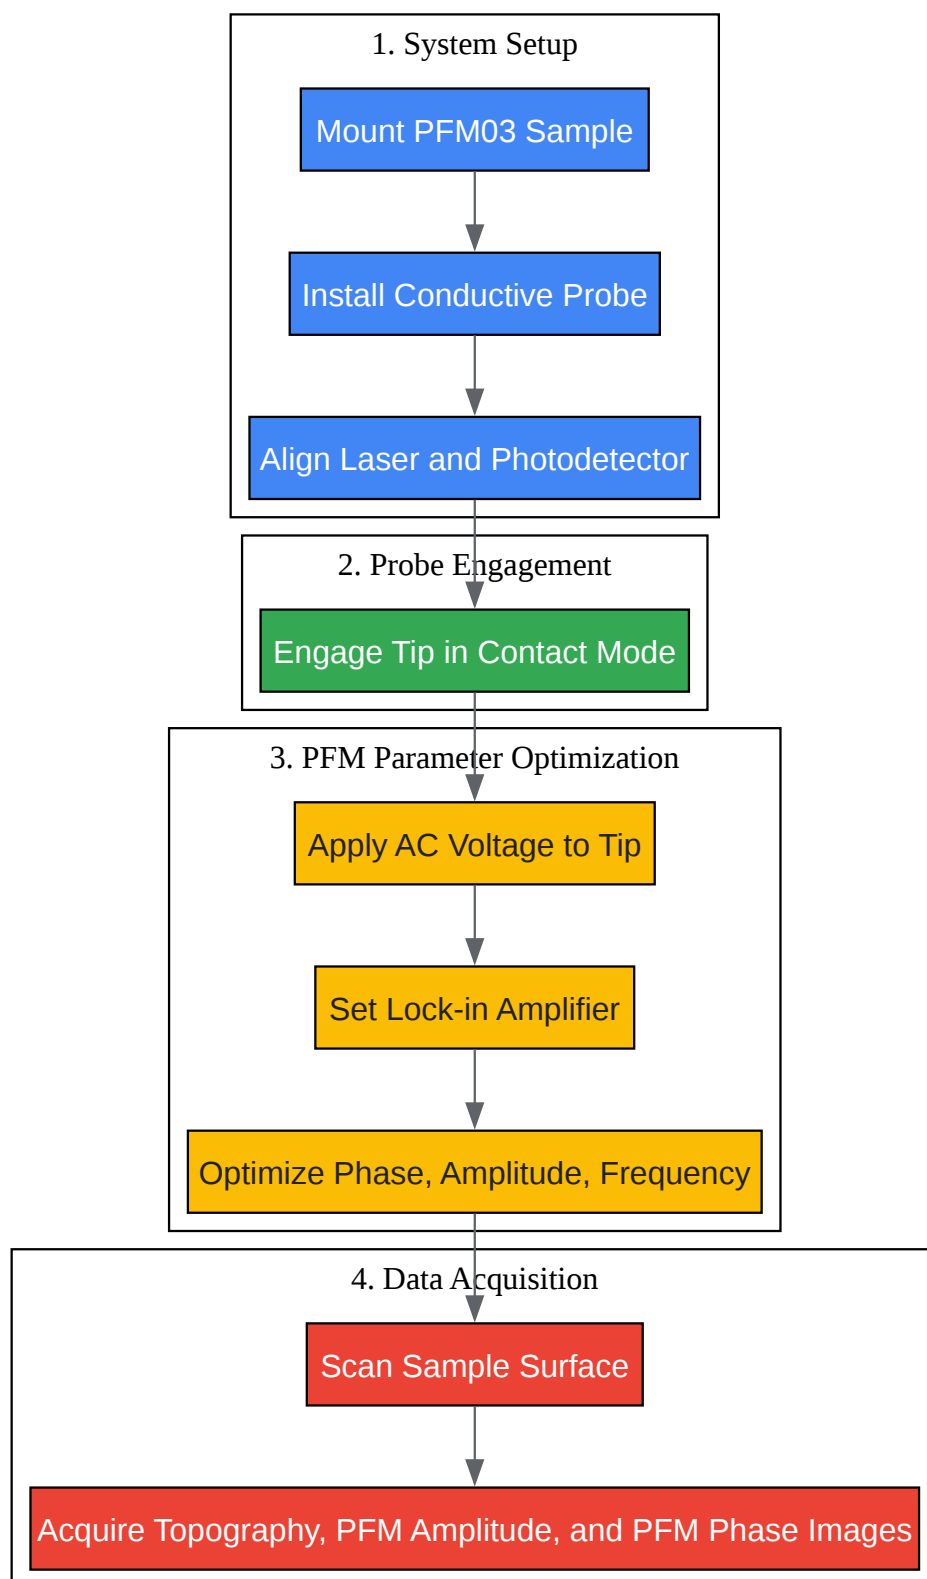 1. System Setup
Mount PFM03 Sample
Install Conductive Probe
Align Laser and Photodetector
2. Probe Engagement
Engage Tip in Contact Mode
3. PFM Parameter Optimization
Apply AC Voltage to Tip
Set Lock-in Amplifier
Optimize Phase, Amplitude, Frequency
4. Data Acquisition
Scan Sample Surface
Acquire Topography, PFM Amplitude, and PFM Phase Images